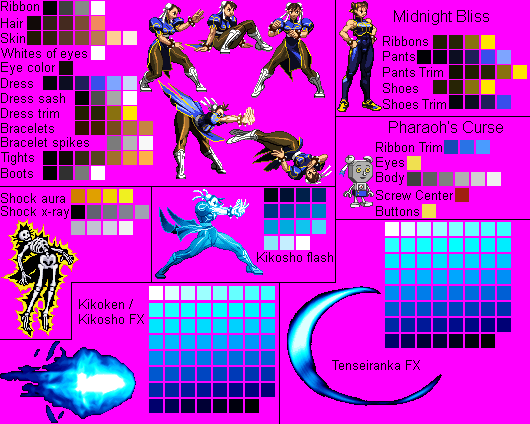 Ribbon
Hair
Skin
Whites of eyes
Eye color
Dress
Dress sash
Dress trim
Bracelets
Bracelet spikes
Tights
Boots
Midnight Bliss
Ribbons
Pants
Pants Trim
Shoes
Shoes Trim
Pharaoh's Curse
Ribbon Trim
Eyes
Body
Screw Center
Buttons
Shock aura
Shock x-ray
Kikosho flash
Kikoken /
Kikosho FX
Tenseiranka FX